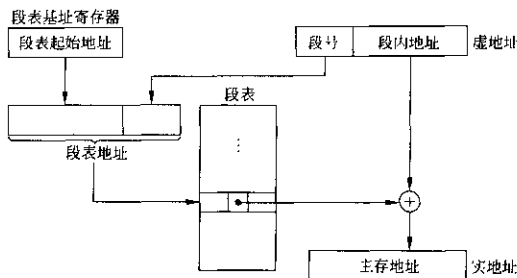 段表基址寄存器
段表起始地址
段号 段内地址 虚地址
段表
段表地址
⋮
+
主存地址 实地址